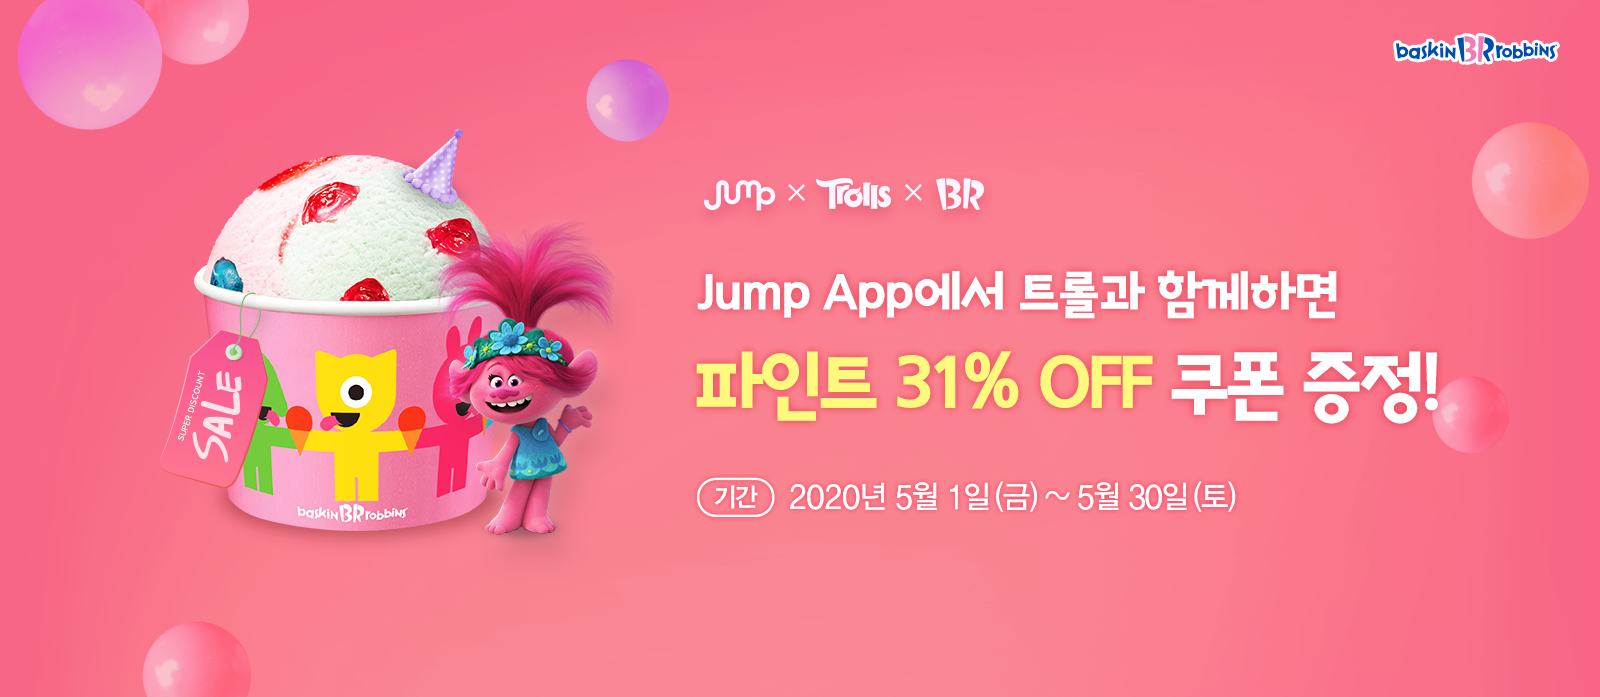 baskin BR robbins
Jump × Trolls × BR
Jump App에서 트롤과 함께하면
파인트 31% OFF 쿠폰 증정!
기간 2020년 5월 1일(금) ~ 5월 30일(토)
SUPER DISCOUNT
SALE
baskin BR robbins